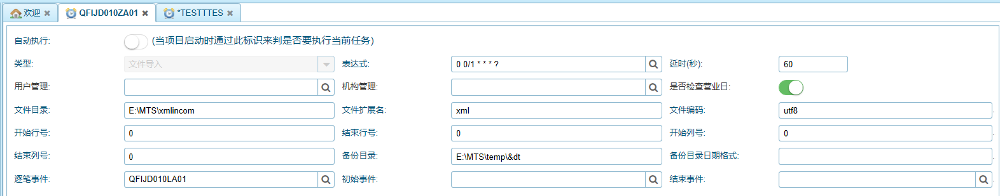 欢迎 QFIJD010ZA01 *TESTTTES
自动执行: (当项目启动时通过此标识来判是否要执行当前任务)
类型: 文件导入 表达式: 0 0/1 * * * ? 延时(秒): 60
用户管理: 机构管理: 是否检查营业日:
文件目录: E:\MTS\xmlincom 文件扩展名: xml 文件编码: utf8
开始行号: 0 结束行号: 0 开始列号: 0
结束列号: 0 备份目录: E:\MTS\temp\&dt 备份目录日期格式:
逐笔事件: QFIJD010LA01 初始事件: 结束事件: